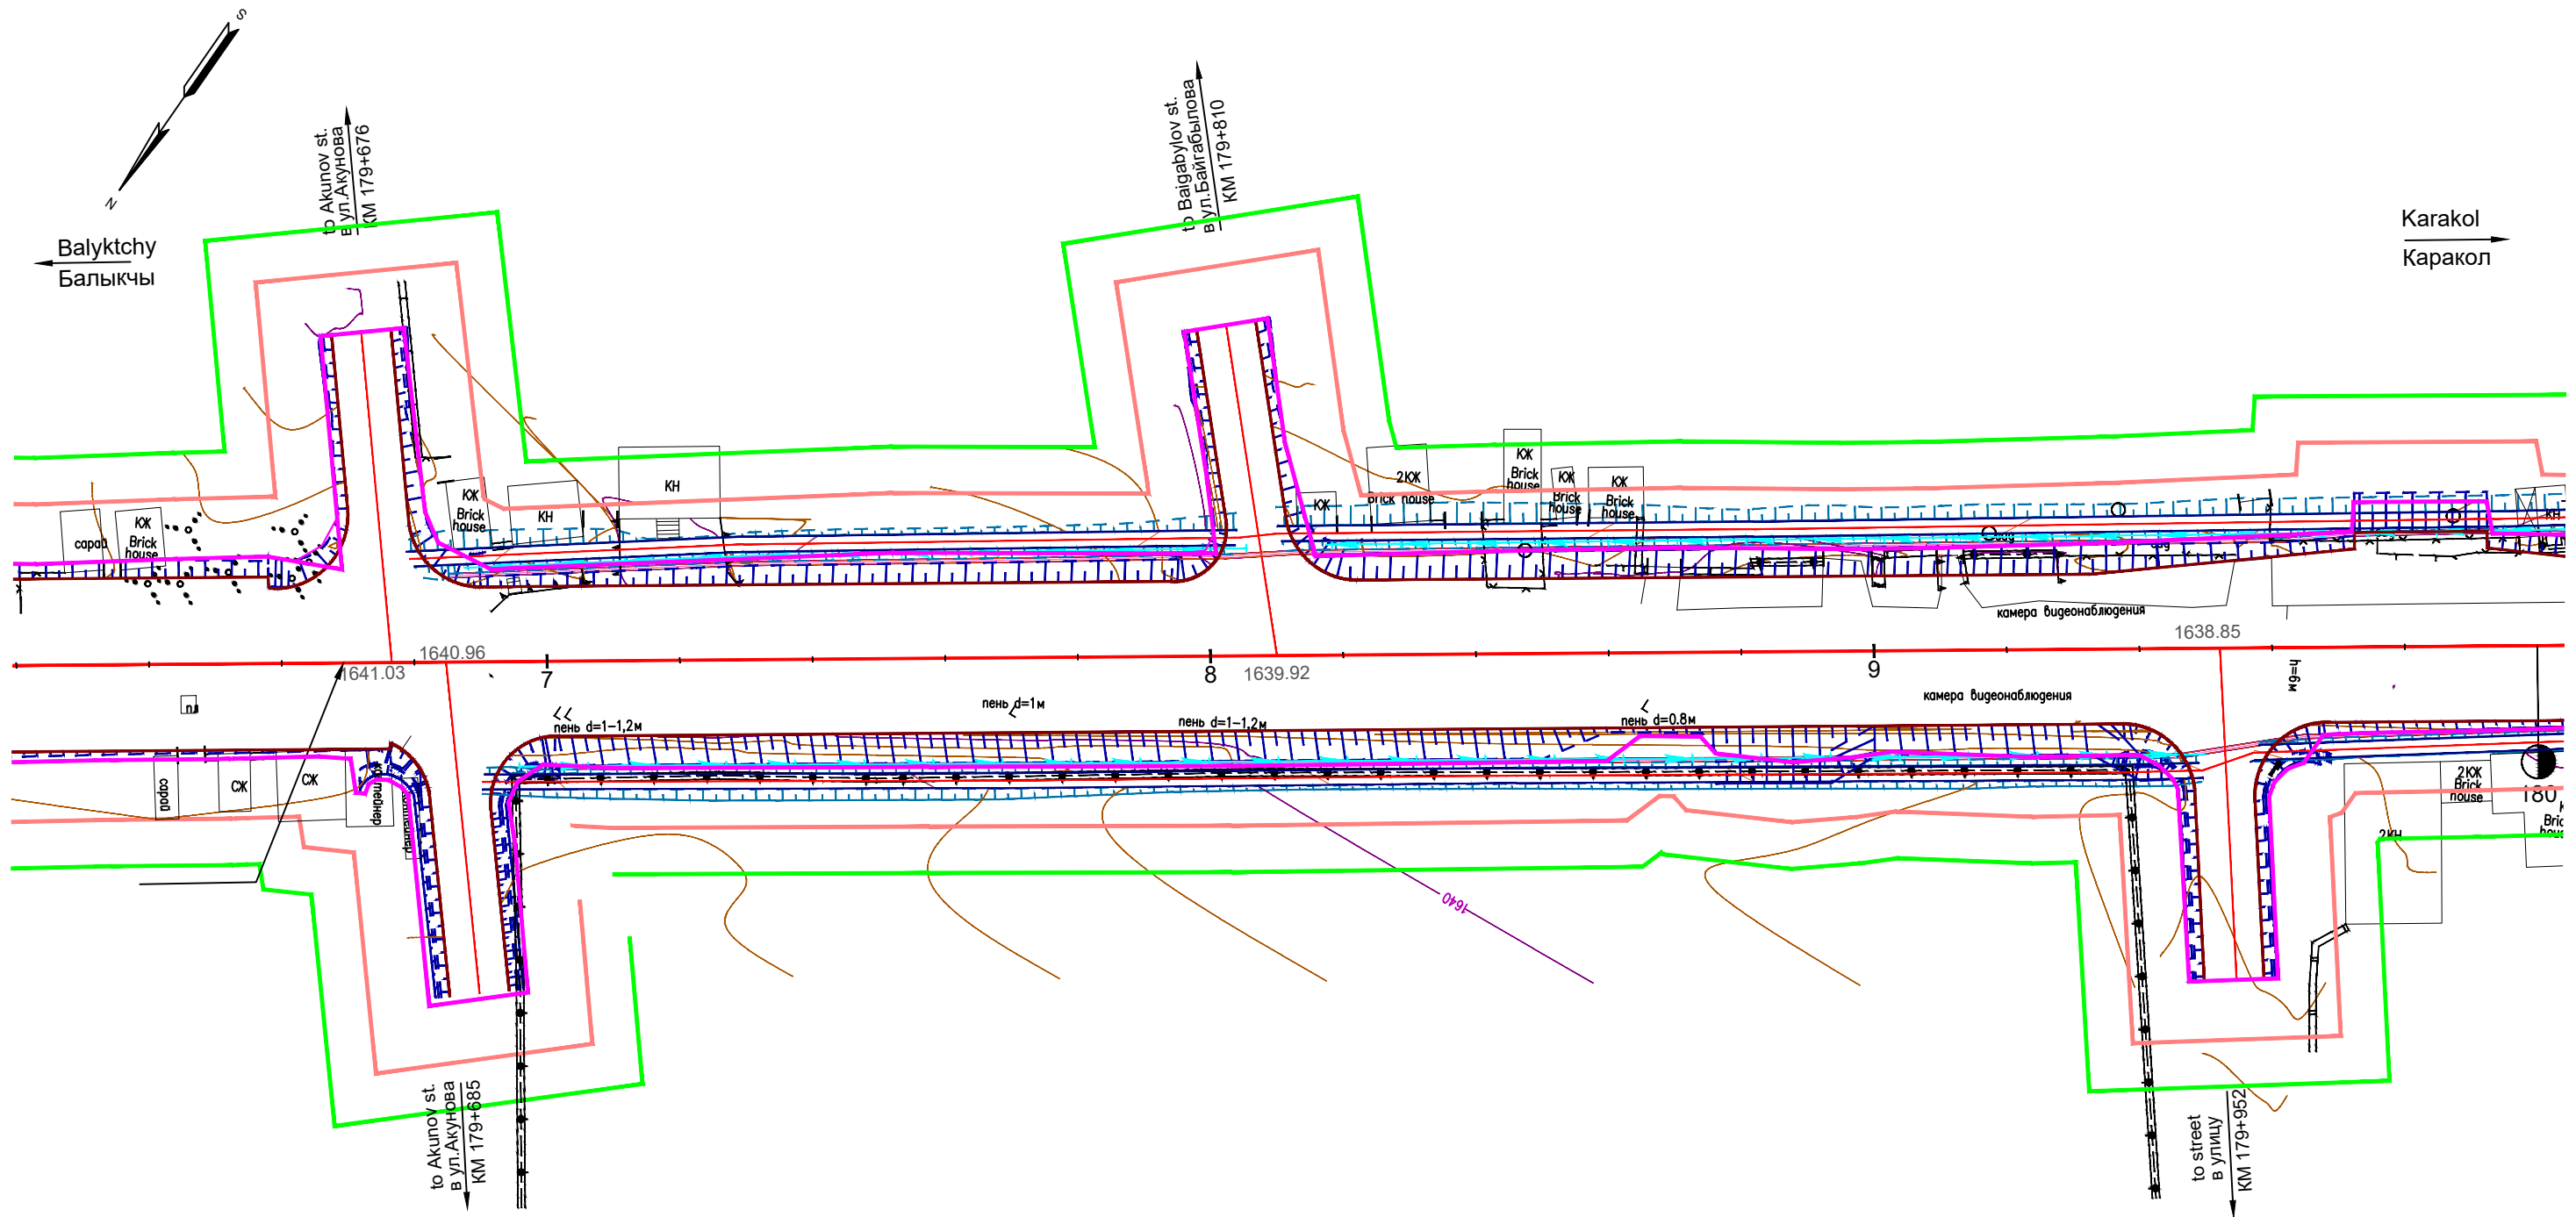 S
N
to Akunov st.
в ул.Акунова
КМ 179+676
to Baigabylov st.
в ул.Байгабылова
КМ 179+810
Balyktchy
Балыкчы
Karakol
Каракол
сарай
КЖ
Brick
house
КЖ
Brick
house
КН
КН
КЖ
2КЖ
Brick house
КЖ
Brick
house
КЖ
Brick
house
КЖ
Brick
house
КН
камера видеонаблюдения
1638.85
1640.96
1641.03
7
8
1639.92
9
h=6м
камера видеонаблюдения
пень d=1м
пень d=1-1,2м
пень d=1-1,2м
пень d=0.8м
сарай
СЖ
СЖ
2КЖ
Brick
house
180
2КН
1640
to Akunov st.
в ул.Акунова
КМ 179+685
to street
в улицу
КМ 179+952